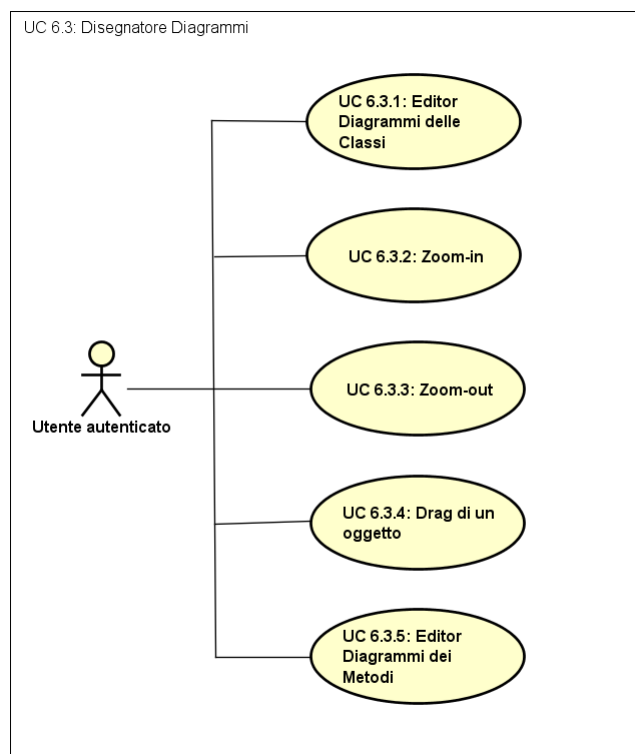 UC 6.3: Disegnatore Diagrammi
UC 6.3.1: Editor
Diagrammi delle
Classi
UC 6.3.2: Zoom-in
UC 6.3.3: Zoom-out
Utente autenticato
UC 6.3.4: Drag di un
oggetto
UC 6.3.5: Editor
Diagrammi dei
Metodi